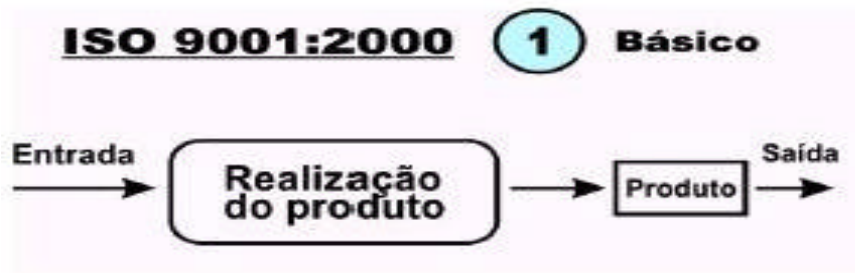 ISO 9001:2000 1 Básico
Entrada
Realização
do produto
Produto
Saída